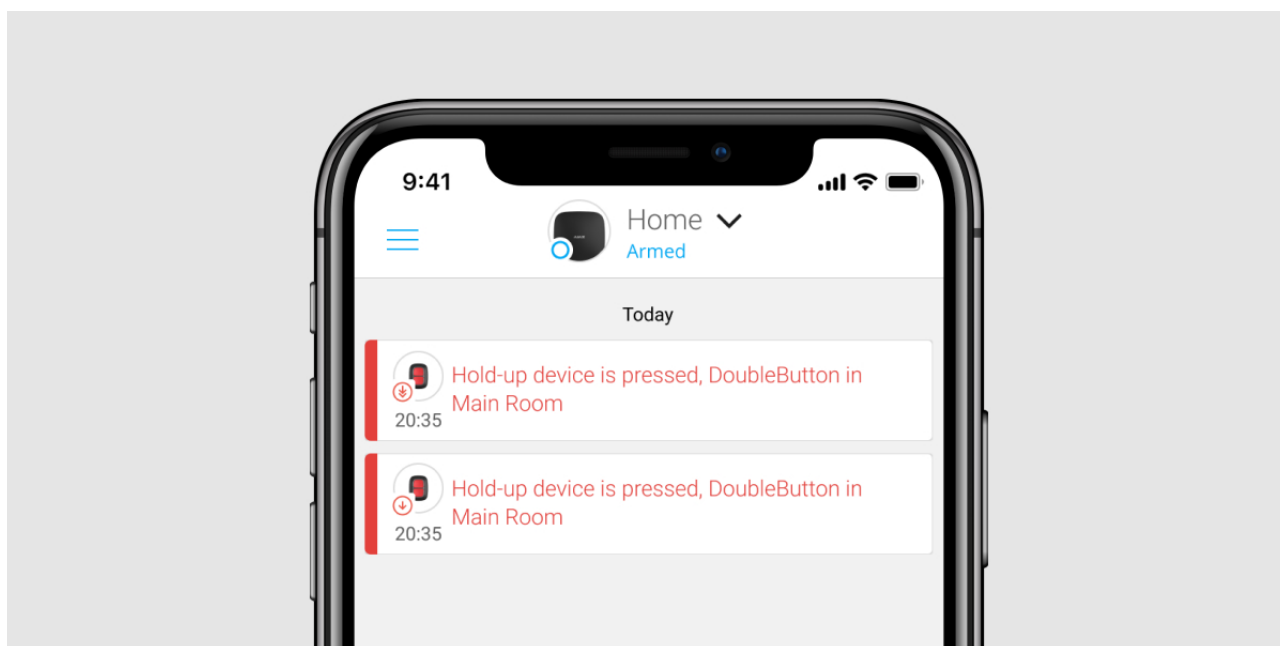 9:41
Home
Armed
Today
Hold-up device is pressed, DoubleButton in
Main Room
20:35
Hold-up device is pressed, DoubleButton in
Main Room
20:35